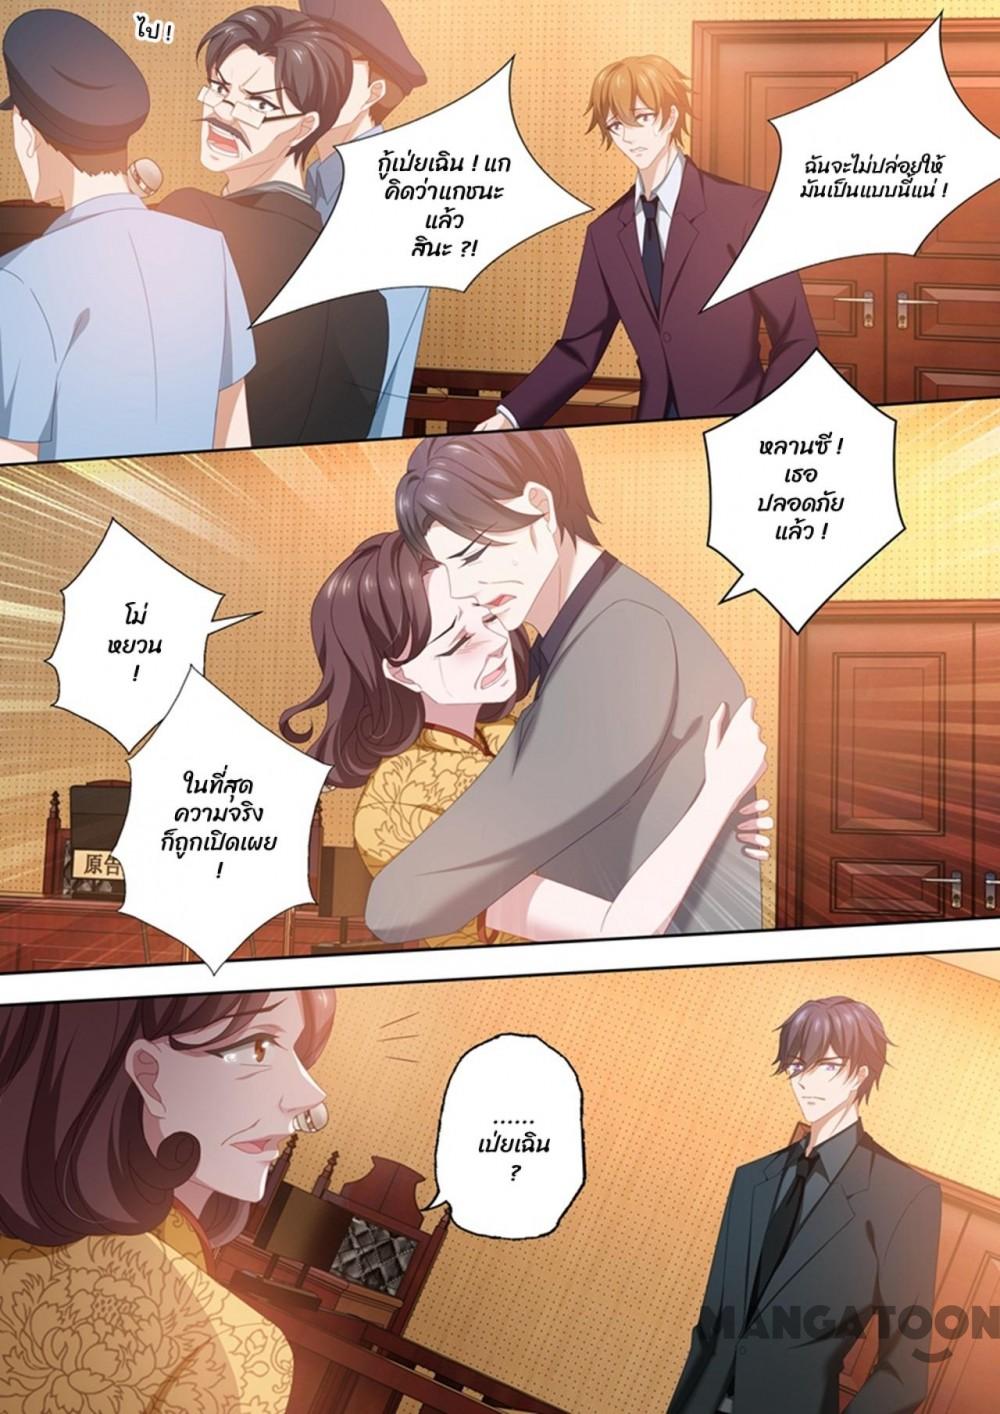 ไป !
กู้เป่ยเฉิน ! แก
คิดว่าแกชนะ
แล้ว
สินะ ?!
ฉันจะไม่ปล่อยให้
มันเป็นแบบนี้แน่ !
หลานซี !
เธอ
ปลอดภัย
แล้ว !
โม่
หยวน
!
ในที่สุด
ความจริง
ก็ถูกเปิดเผย
!
原告
......
เป่ยเฉิน
?
MANGATOON